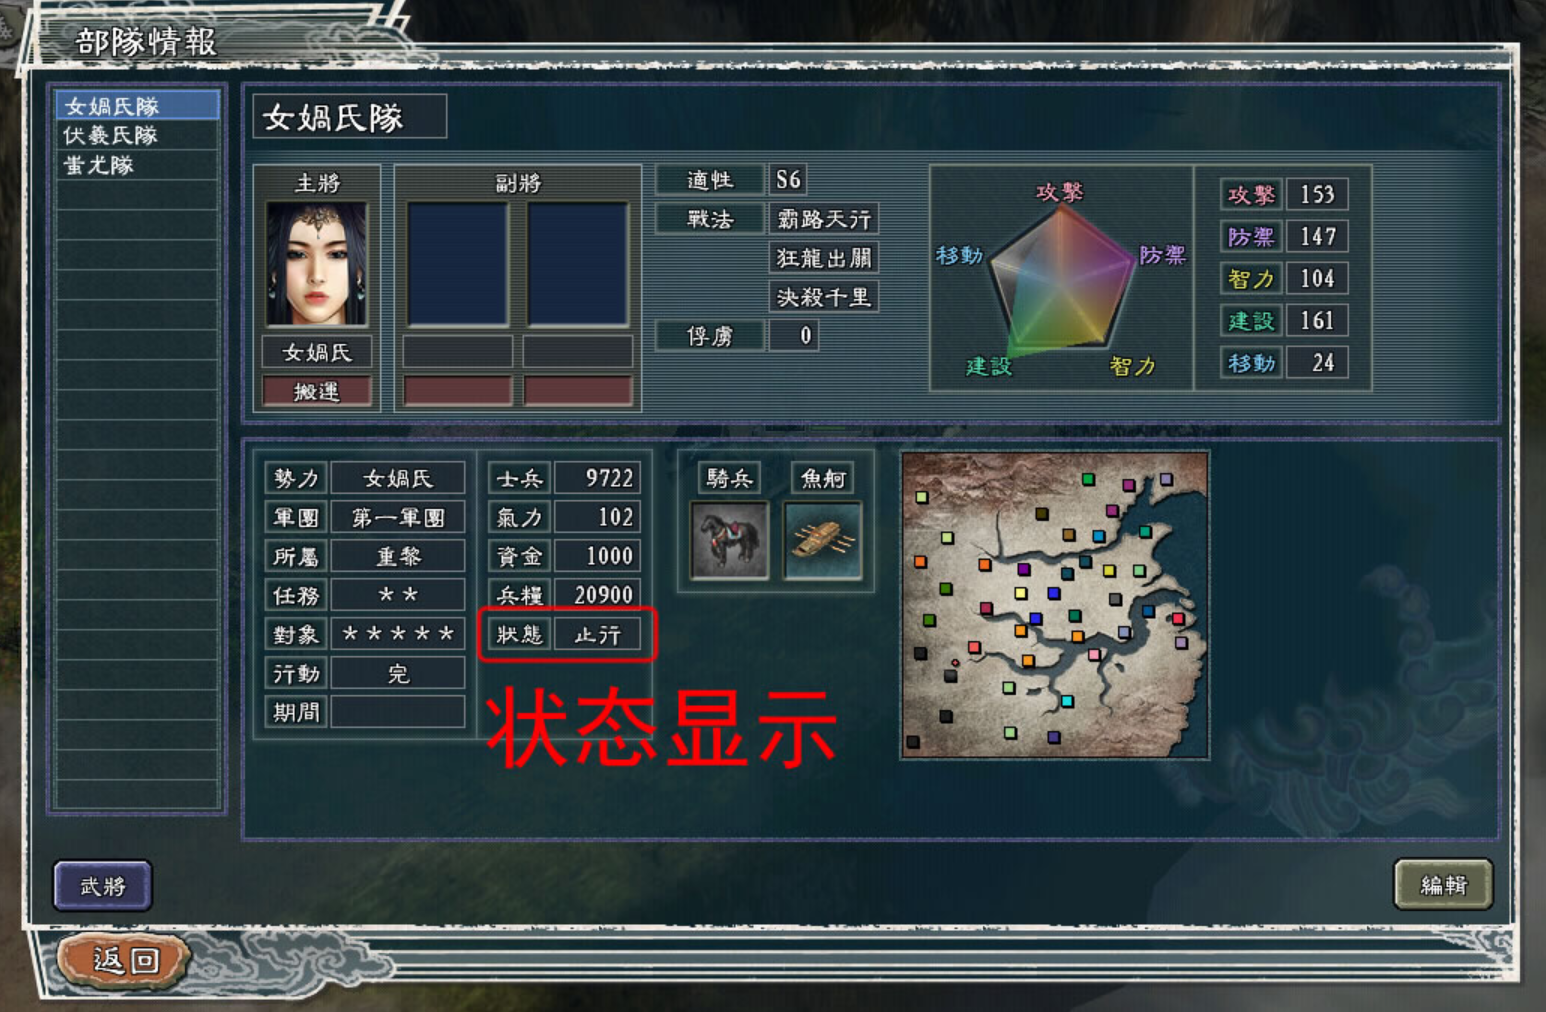 部隊情報
女媧氏隊
伏羲氏隊
蚩尤隊
女媧氏隊
主將
副將
女媧氏
搬運
適性 S6
戰法 霸路天行
狂龍出關
決殺千里
俘虜 0
攻擊
防禦
移動
建設
智力
攻擊 153
防禦 147
智力 104
建設 161
移動 24
勢力 女媧氏
軍團 第一軍團
所屬 重黎
任務 **
對象 *****
行動 完
期間
士兵 9722
氣力 102
資金 1000
兵糧 20900
狀態 止行
騎兵
魚舸
状态显示
武將
編輯
返回